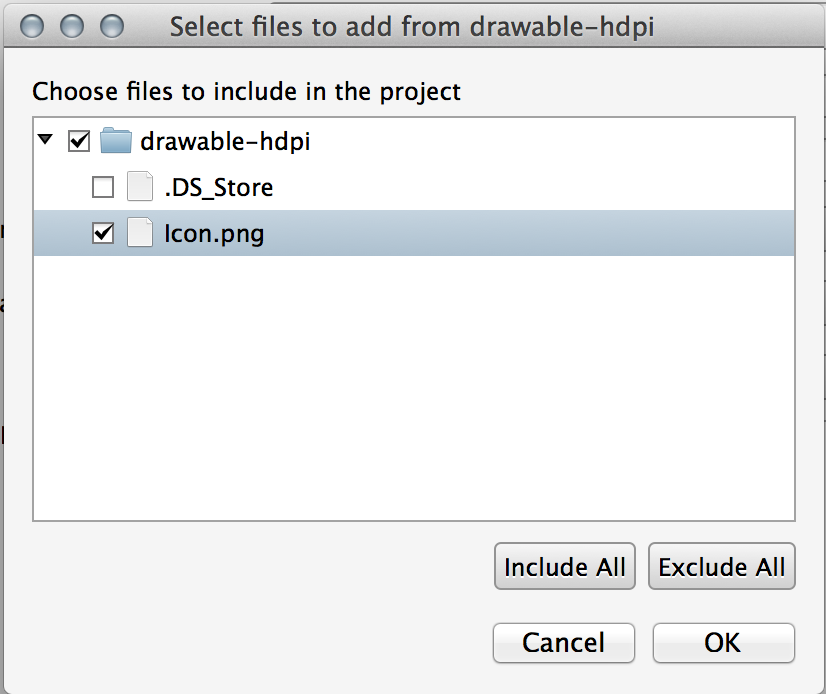 Select files to add from drawable-hdpi
Choose files to include in the project
drawable-hdpi
.DS_Store
Icon.png
Include All Exclude All
Cancel OK